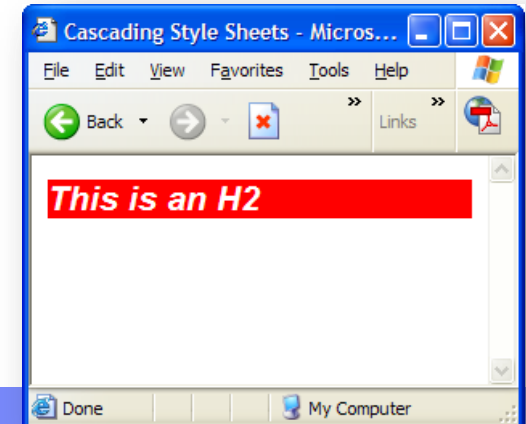 Cascading Style Sheets - Micros...
File Edit View Favorites Tools Help
Back » Links »
This is an H2
Done My Computer